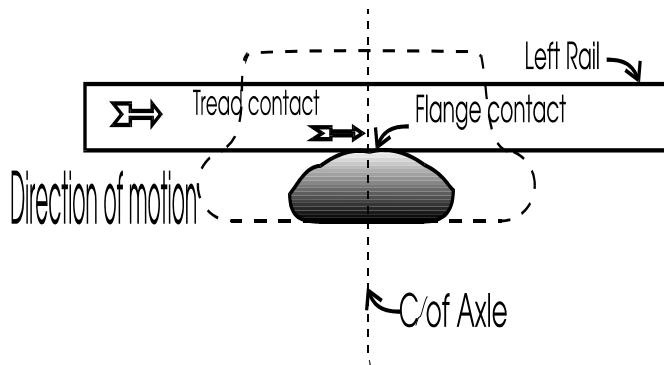 Left Rail
Tread contact
Flange contact
Direction of motion
C/of Axle